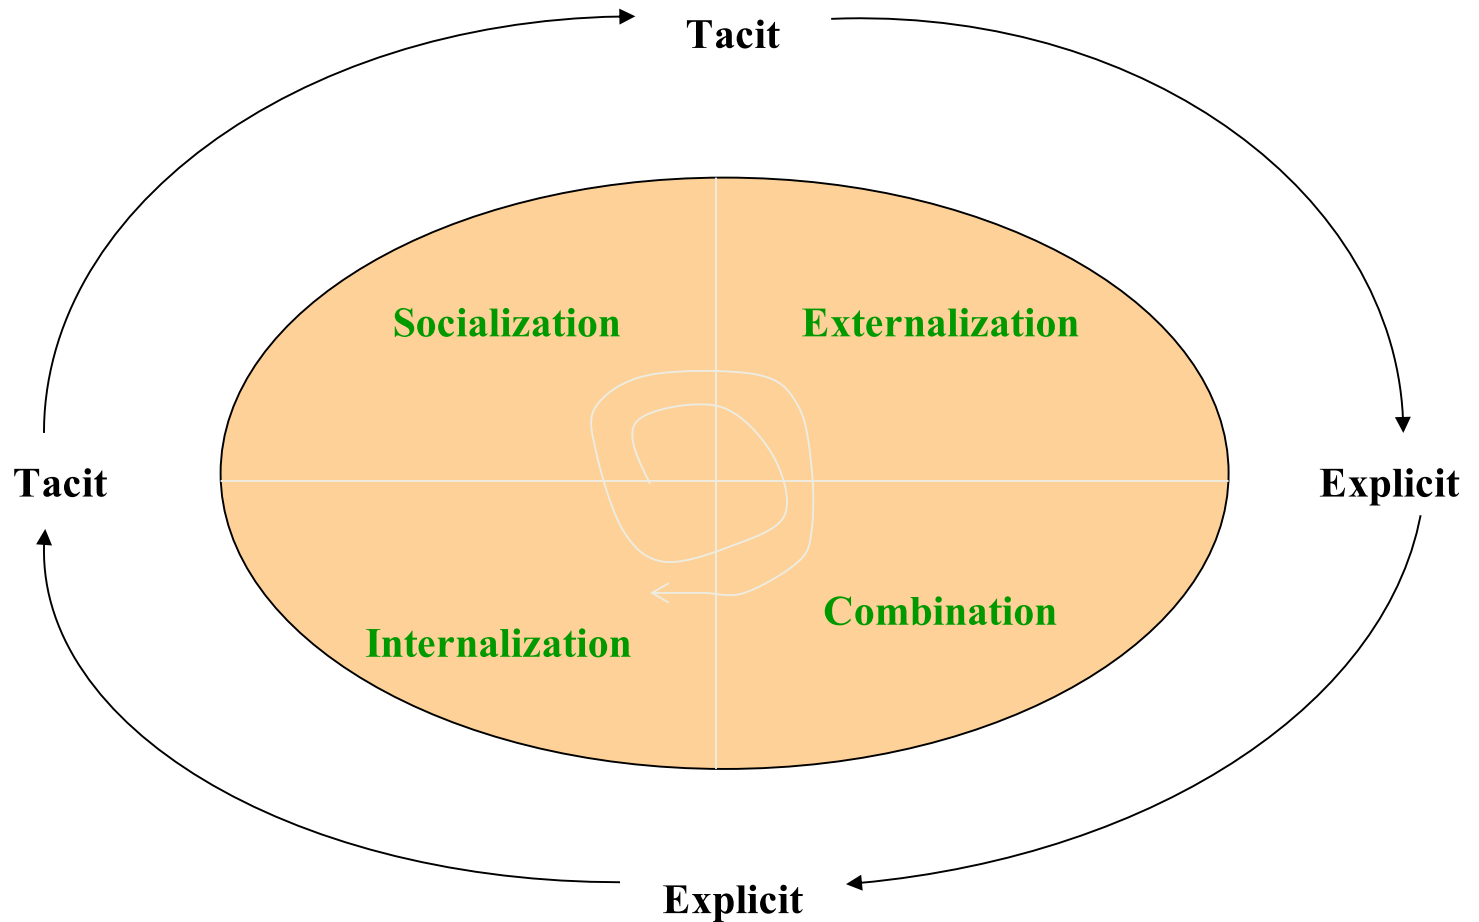 Tacit
Socialization
Externalization
Tacit
Explicit
Combination
Internalization
Explicit